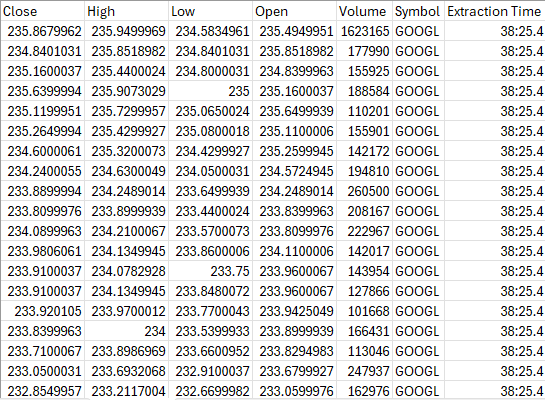 Close High Low Open Volume Symbol Extraction Time
235.8679962 235.9499969 234.5834961 235.4949951 1623165 GOOGL 38:25.4
234.8401031 235.8518982 234.8401031 235.8518982 177990 GOOGL 38:25.4
235.1600037 235.4400024 234.8000031 234.8399963 155925 GOOGL 38:25.4
235.6399994 235.9073029 235 235.1600037 188584 GOOGL 38:25.4
235.1199951 235.7299957 235.0650024 235.6499939 110201 GOOGL 38:25.4
235.2649994 235.4299927 235.0800018 235.1100006 155901 GOOGL 38:25.4
234.6000061 235.3200073 234.4299927 235.2599945 142172 GOOGL 38:25.4
234.2400055 234.6300049 234.0500031 234.5724945 194810 GOOGL 38:25.4
233.8899994 234.2489014 233.6499939 234.2489014 260500 GOOGL 38:25.4
233.8099976 233.8999939 233.4400024 233.8399963 208167 GOOGL 38:25.4
234.0899963 234.2100067 233.5700073 233.8099976 222967 GOOGL 38:25.4
233.9806061 234.1349945 233.8600006 234.1100006 142017 GOOGL 38:25.4
233.9100037 234.0782928 233.75 233.9600067 143954 GOOGL 38:25.4
233.9100037 234.1349945 233.8480072 233.9600067 127866 GOOGL 38:25.4
233.920105 233.9700012 233.7700043 233.9425049 101668 GOOGL 38:25.4
233.8399963 234 233.5399933 233.8999939 166431 GOOGL 38:25.4
233.7100067 233.8986969 233.6600952 233.8294983 113046 GOOGL 38:25.4
233.0500031 233.6932068 232.9100037 233.6799927 247937 GOOGL 38:25.4
232.8549957 233.2117004 232.6699982 233.0599976 162976 GOOGL 38:25.4